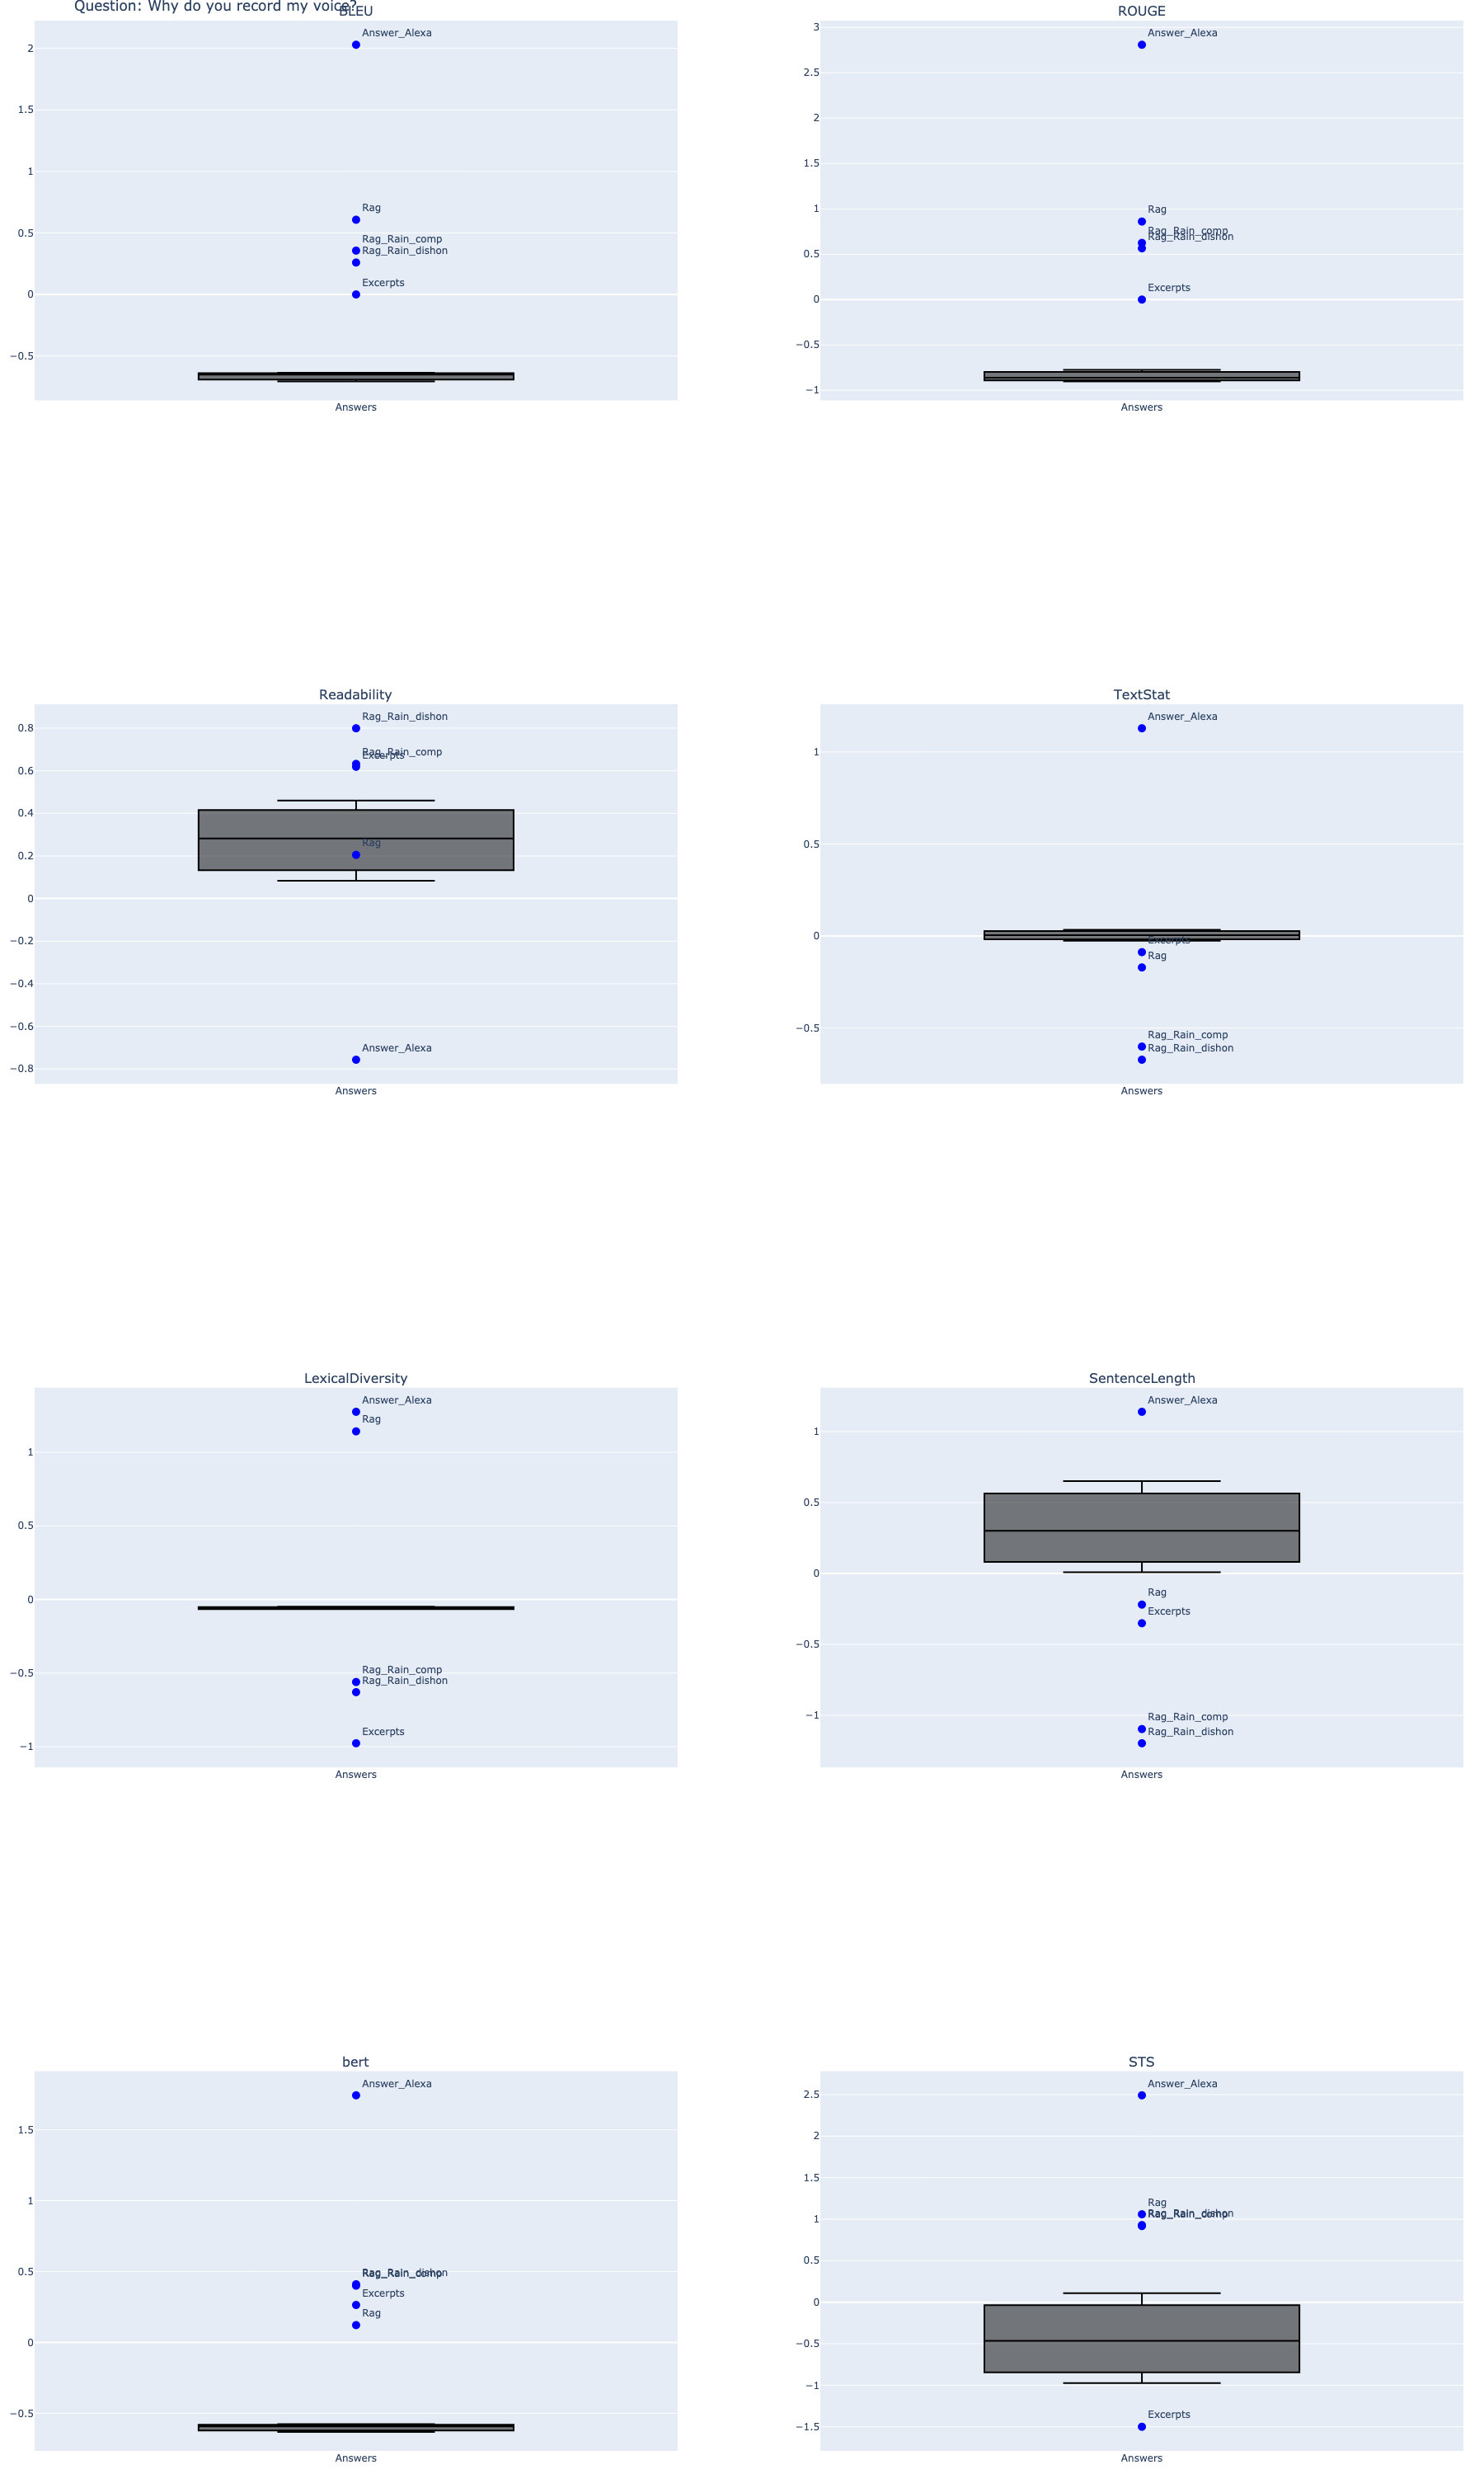 Question: Why do you record my voice?
BLEU
Answer_Alexa
2
1.5
1
Rag
0.5
Rag_Rain_comp
Rag_Rain_dishon
Excerpts
0
−0.5
Answers
ROUGE
3
Answer_Alexa
2.5
2
1.5
1
Rag
Rag_Rain_comp
Rag_Rain_dishon
0.5
Excerpts
0
−0.5
−1
Answers
Readability
Rag_Rain_dishon
0.8
Rag_Rain_comp
Excerpts
0.6
0.4
Rag
0.2
0
−0.2
−0.4
−0.6
Answer_Alexa
−0.8
Answers
TextStat
Answer_Alexa
1
0.5
0
Excerpts
Rag
−0.5
Rag_Rain_comp
Rag_Rain_dishon
Answers
LexicalDiversity
Answer_Alexa
Rag
1
0.5
0
−0.5
Rag_Rain_comp
Rag_Rain_dishon
Excerpts
−1
Answers
SentenceLength
Answer_Alexa
1
0.5
0
Rag
Excerpts
−0.5
−1
Rag_Rain_comp
Rag_Rain_dishon
Answers
bert
Answer_Alexa
1.5
1
0.5
Rag_Rain_dishon
Rag_Rain_comp
Excerpts
Rag
0
−0.5
Answers
STS
Answer_Alexa
2.5
2
1.5
Rag
Rag_Rain_dishon
Rag_Rain_comp
1
0.5
0
−0.5
−1
Excerpts
−1.5
Answers